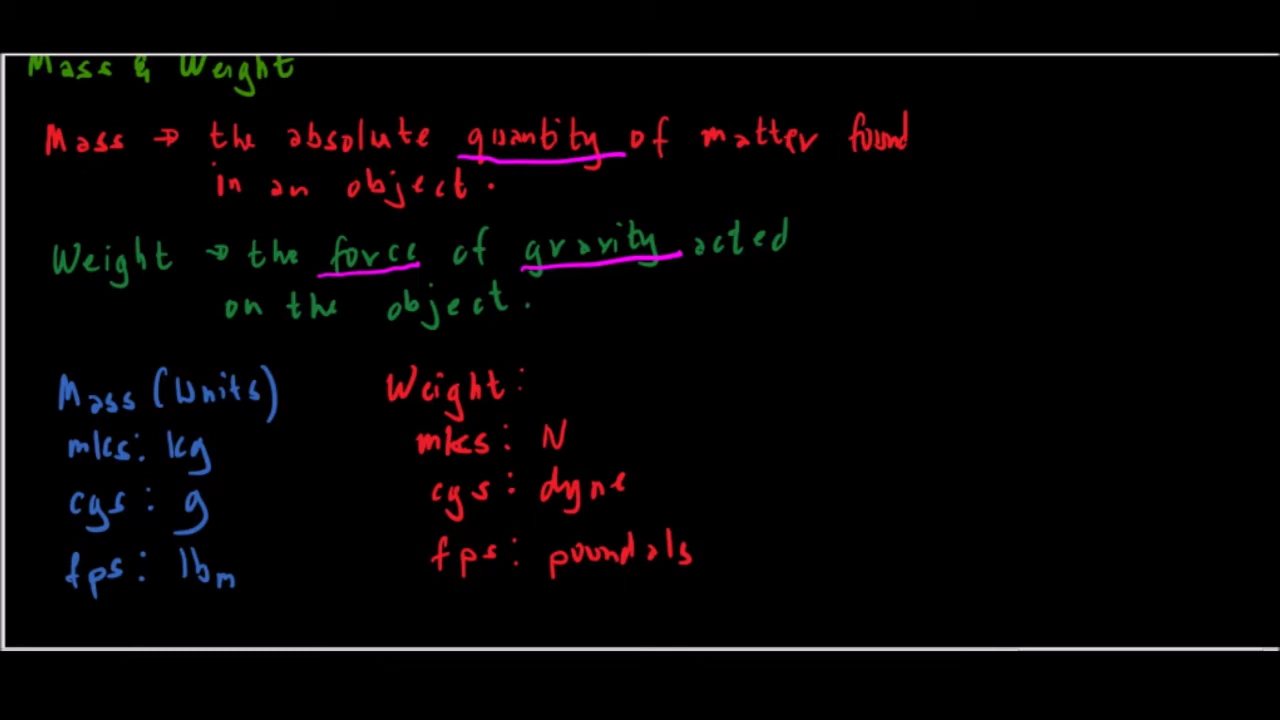 Mass & Weight
Mass → the absolute quantity of matter found
in an object.
Weight → the force of gravity acted
on the object.
Mass (Units)
mks: kg
cgs: g
fps: lbm
Weight:
mks: N
cgs: dyne
fps: poundals